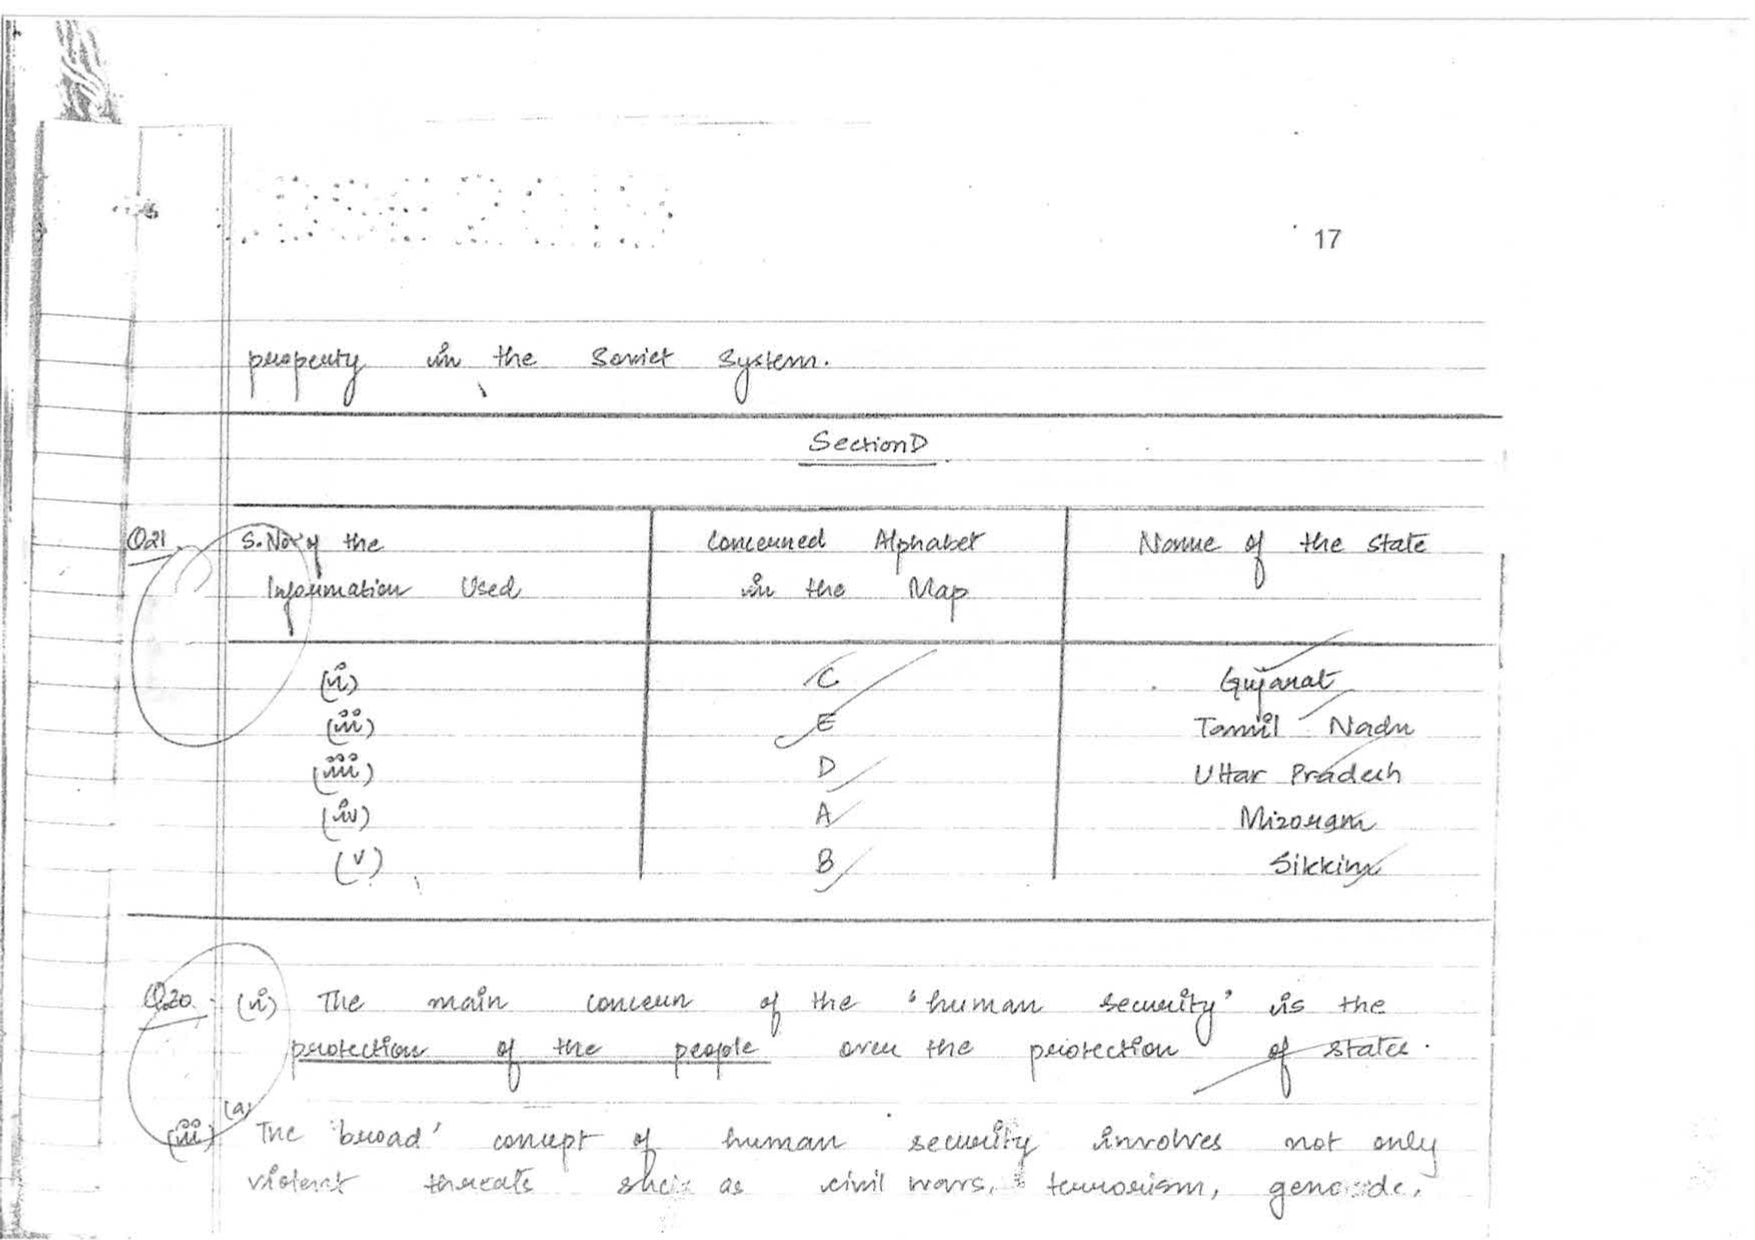 17
property in the Soviet system.
Section D
Q21. S. No of the Concerned Alphabet Name of the state
Information Used in the Map
(i) C Gujarat
(ii) E Tamil Nadu
(iii) D Uttar Pradesh
(iv) A Mizoram
(v) B Sikkim
Q20. (i) The main concern of the 'human security' is the
protection of the people over the protection of states.
(a)
(ii) The 'broad' concept of human security involves not only
violent threats such as civil wars, terrorism, genocide,